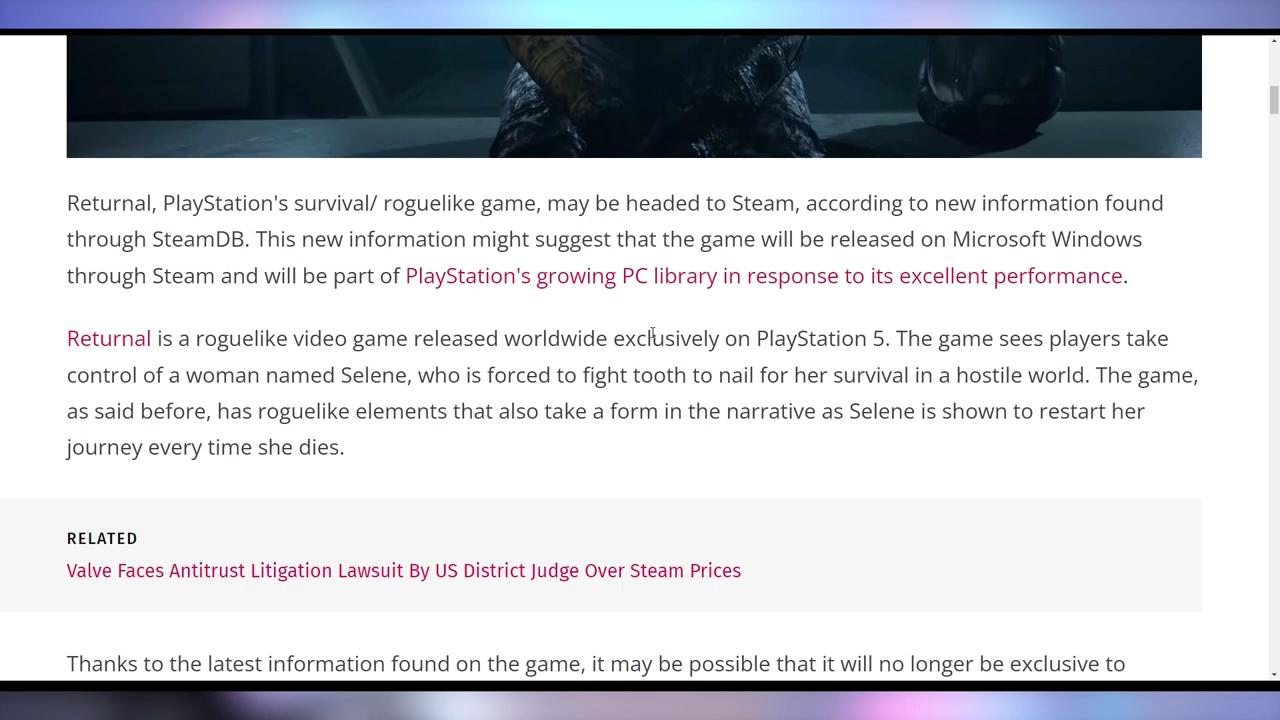 Returnal, PlayStation's survival/ roguelike game, may be headed to Steam, according to new information found
through SteamDB. This new information might suggest that the game will be released on Microsoft Windows
through Steam and will be part of PlayStation's growing PC library in response to its excellent performance.
Returnal is a roguelike video game released worldwide exclusively on PlayStation 5. The game sees players take
control of a woman named Selene, who is forced to fight tooth to nail for her survival in a hostile world. The game,
as said before, has roguelike elements that also take a form in the narrative as Selene is shown to restart her
journey every time she dies.
RELATED
Valve Faces Antitrust Litigation Lawsuit By US District Judge Over Steam Prices
Thanks to the latest information found on the game, it may be possible that it will no longer be exclusive to